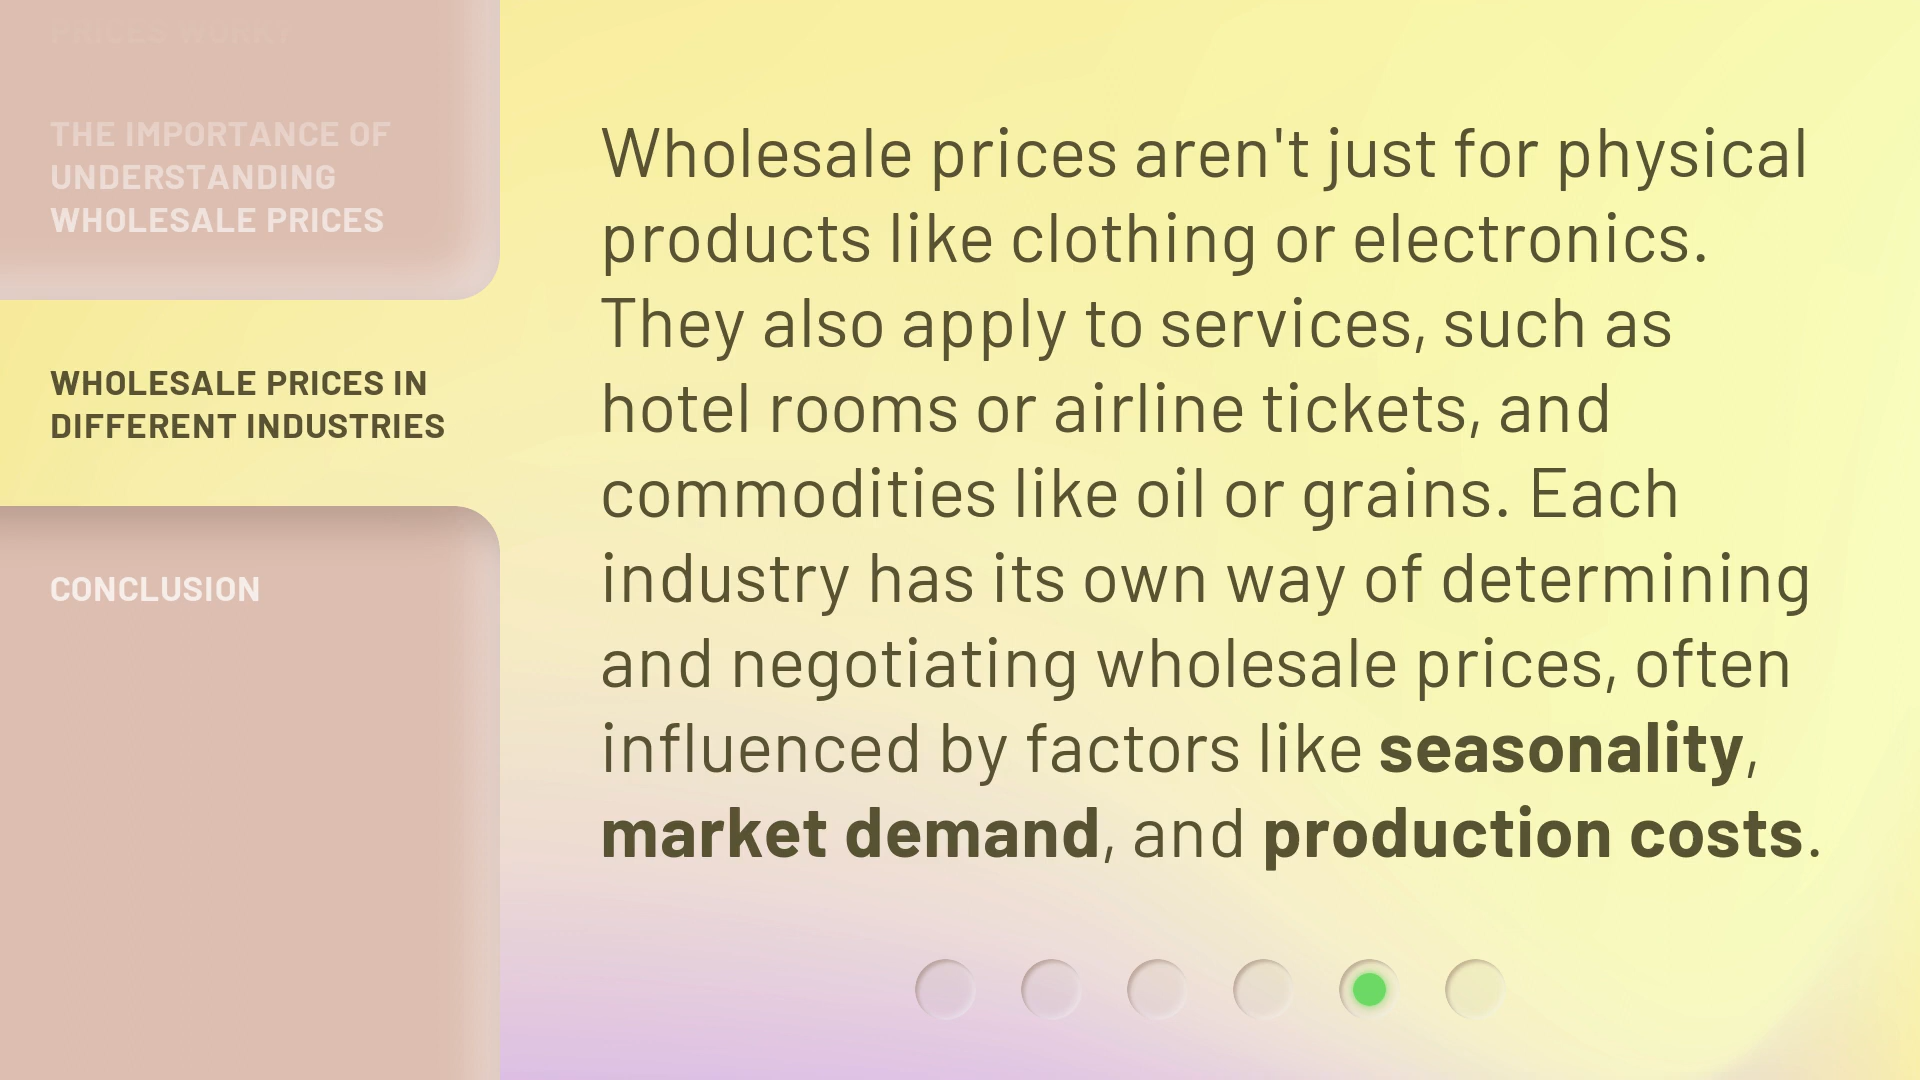 PRICES WORK?
THE IMPORTANCE OF
UNDERSTANDING
WHOLESALE PRICES
WHOLESALE PRICES IN
DIFFERENT INDUSTRIES
CONCLUSION
Wholesale prices aren't just for physical
products like clothing or electronics.
They also apply to services, such as
hotel rooms or airline tickets, and
commodities like oil or grains. Each
industry has its own way of determining
and negotiating wholesale prices, often
influenced by factors like seasonality,
market demand, and production costs.